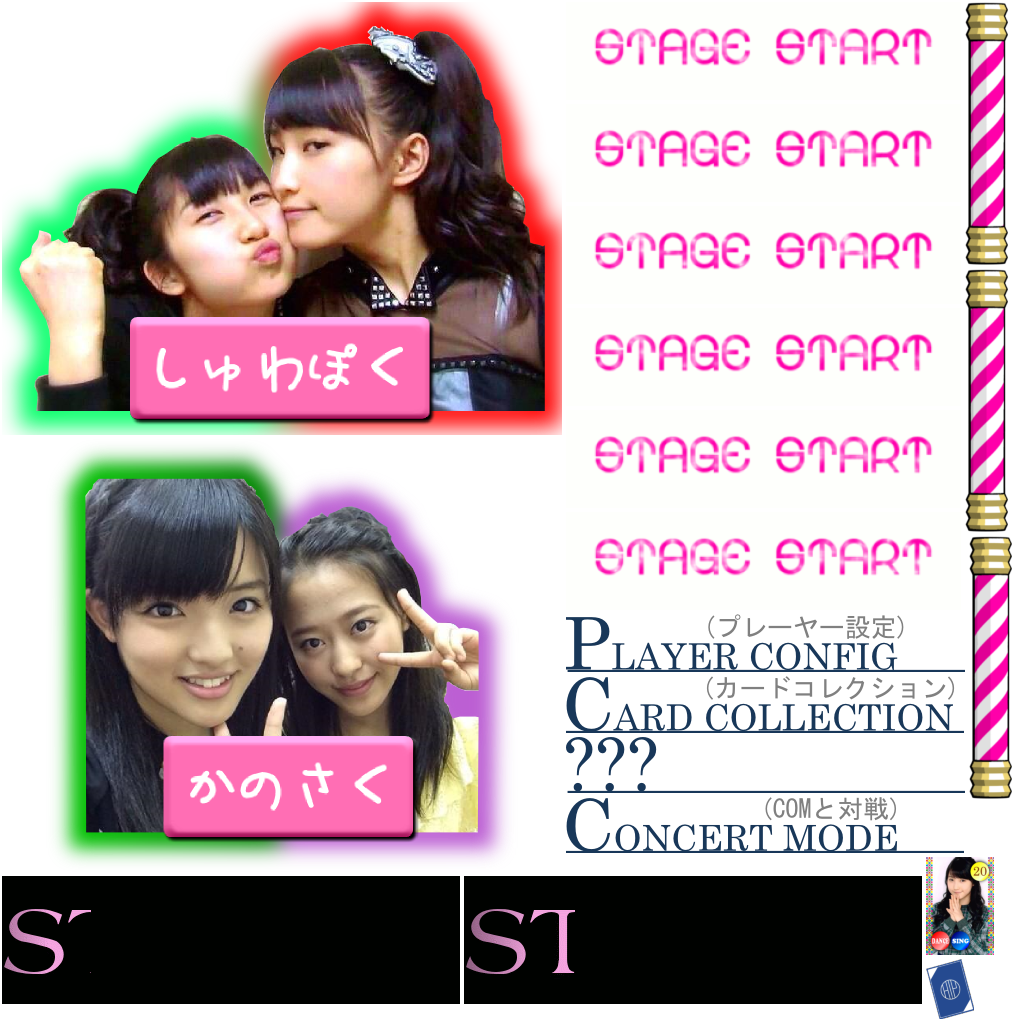 しゅわぽく
かのさく
STAGE START
STAGE START
STAGE START
STAGE START
STAGE START
STAGE START
(プレーヤー設定)
PLAYER CONFIG
(カードコレクション)
CARD COLLECTION
???
(COMと対戦)
CONCERT MODE
ST
ST
20
DANCE SING